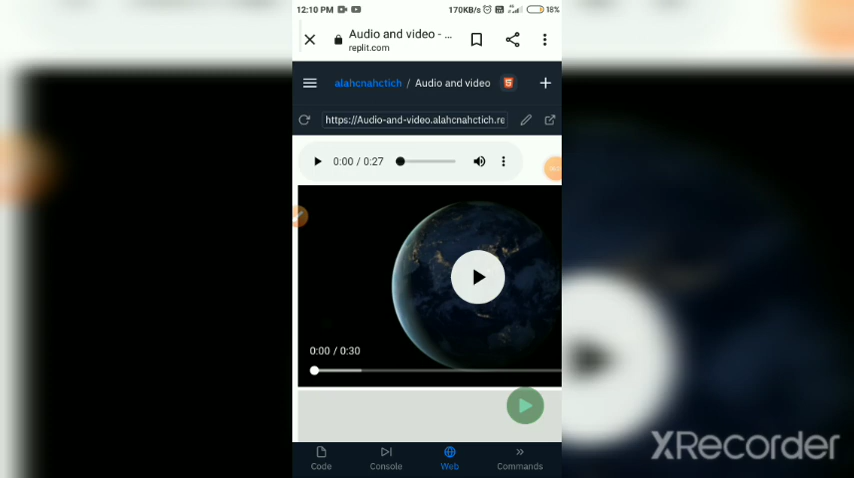 12:10 PM 170KB/s 18%
Audio and video - ...
replit.com
alahcnahctich / Audio and video
https://Audio-and-video.alahcnahctich.re
0:00 / 0:27
0:00 / 0:30
Code Console Web Commands
XRecorder